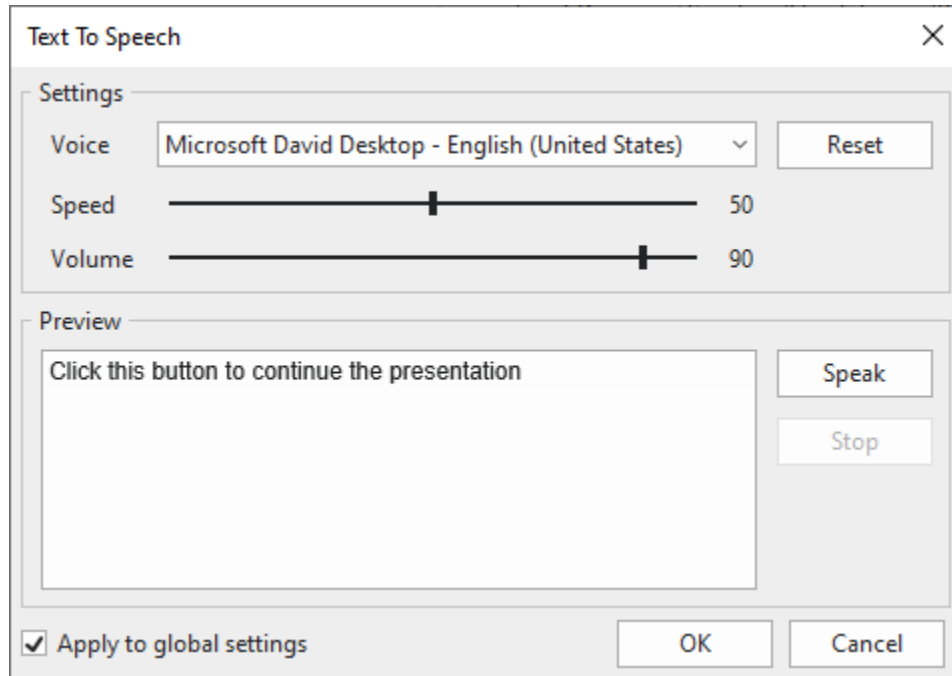 Text To Speech
Settings
Voice Microsoft David Desktop - English (United States) Reset
Speed 50
Volume 90
Preview
Click this button to continue the presentation Speak
Stop
Apply to global settings OK Cancel